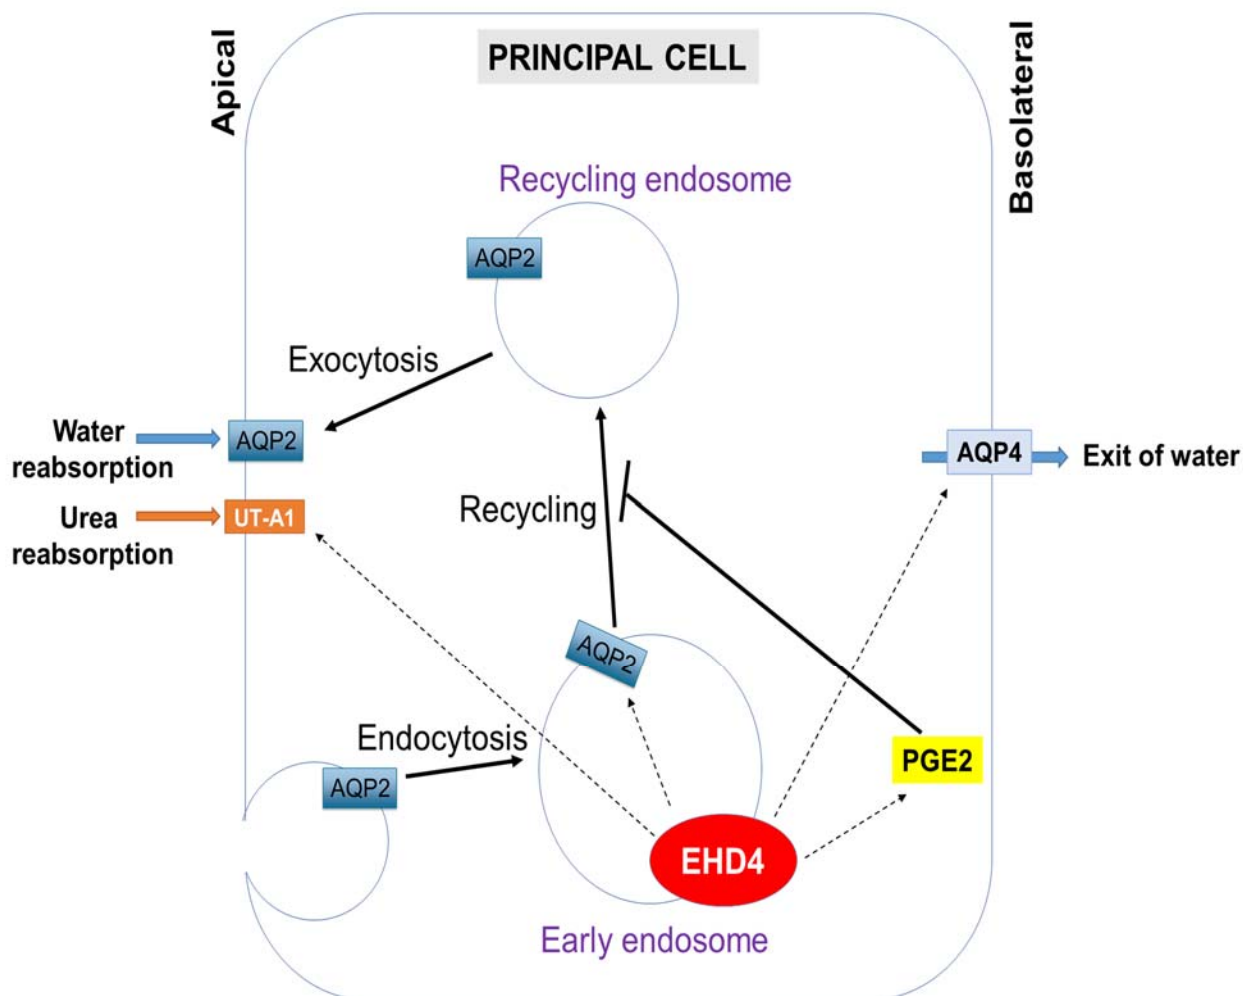 PRINCIPAL CELL
Apical
Basolateral
Recycling endosome
AQP2
Exocytosis
Water
reabsorption
AQP2
AQP4
Exit of water
Urea
reabsorption
UT-A1
Recycling
AQP2
Endocytosis
AQP2
PGE2
EHD4
Early endosome